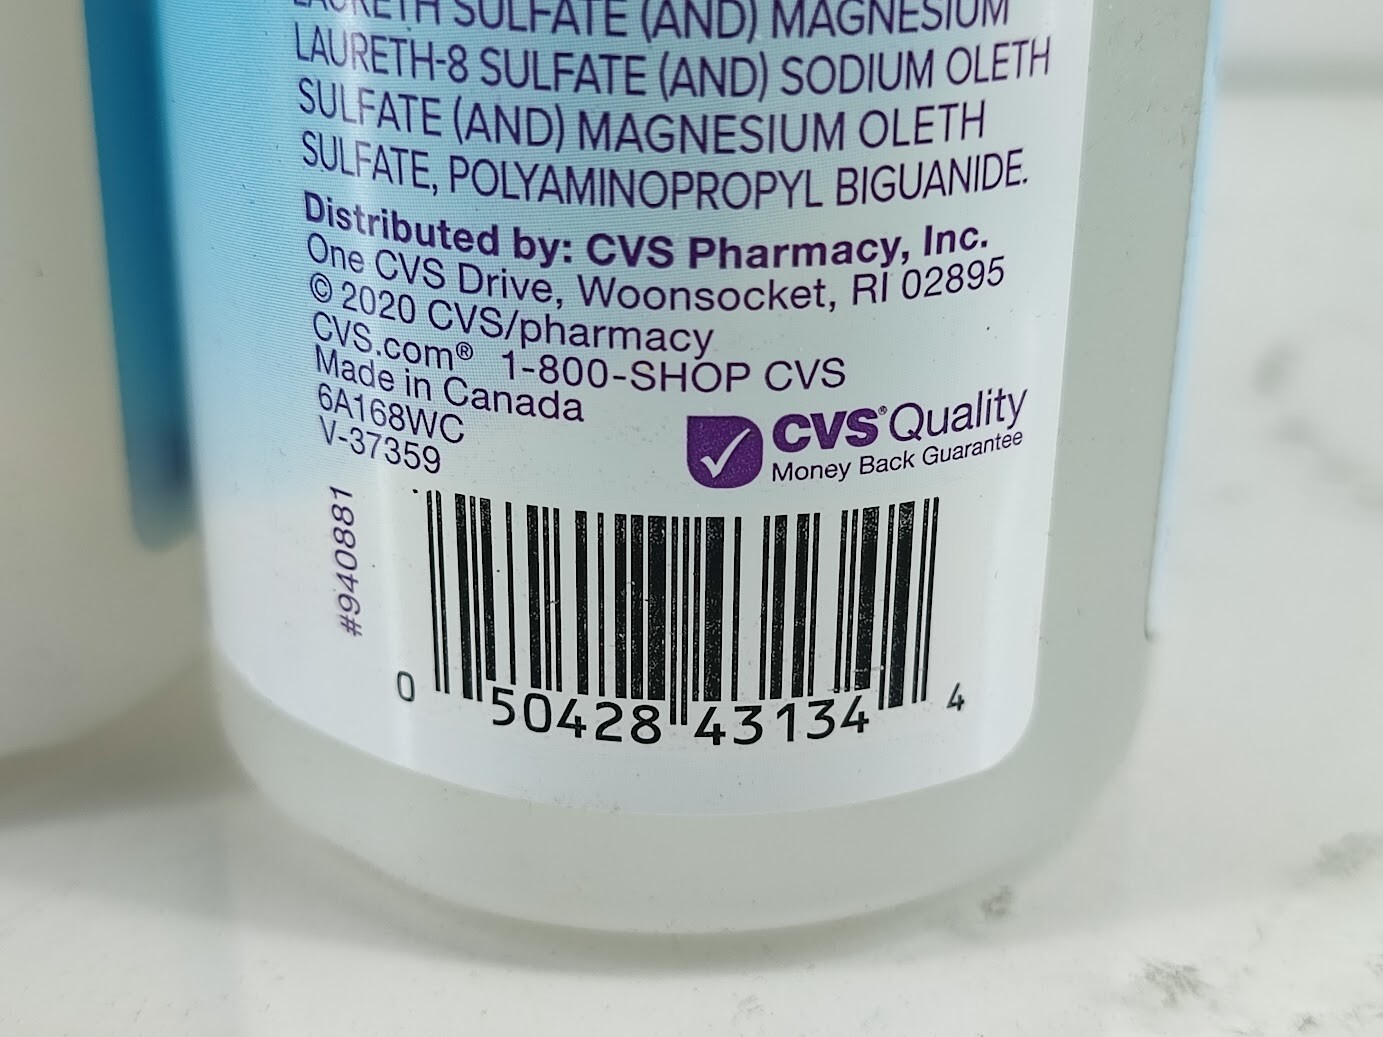 LAURETH SULFATE (AND) MAGNESIUM
LAURETH-8 SULFATE (AND) SODIUM OLETH
SULFATE (AND) MAGNESIUM OLETH
SULFATE, POLYAMINOPROPYL BIGUANIDE.
Distributed by: CVS Pharmacy, Inc.
One CVS Drive, Woonsocket, RI 02895
© 2020 CVS/pharmacy
CVS.com® 1-800-SHOP CVS
Made in Canada
6A168WC
V-37359
CVS® Quality
Money Back Guarantee
#940881
0 50428 43134 4